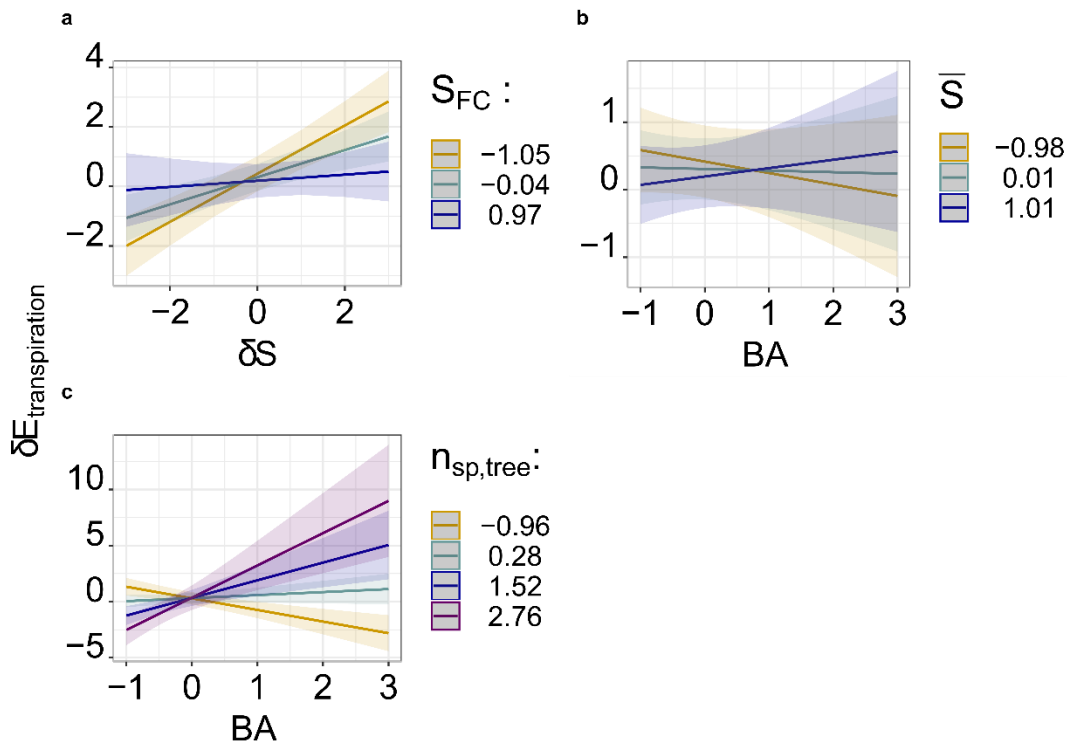 a
4
2
0
−2
−2 0 2
δS
S_FC :
−1.05
−0.04
0.97
b
1
0
−1
−1 0 1 2 3
BA
S̅
−0.98
0.01
1.01
δE_transpiration
c
10
5
0
−5
−1 0 1 2 3
BA
n_sp,tree:
−0.96
0.28
1.52
2.76